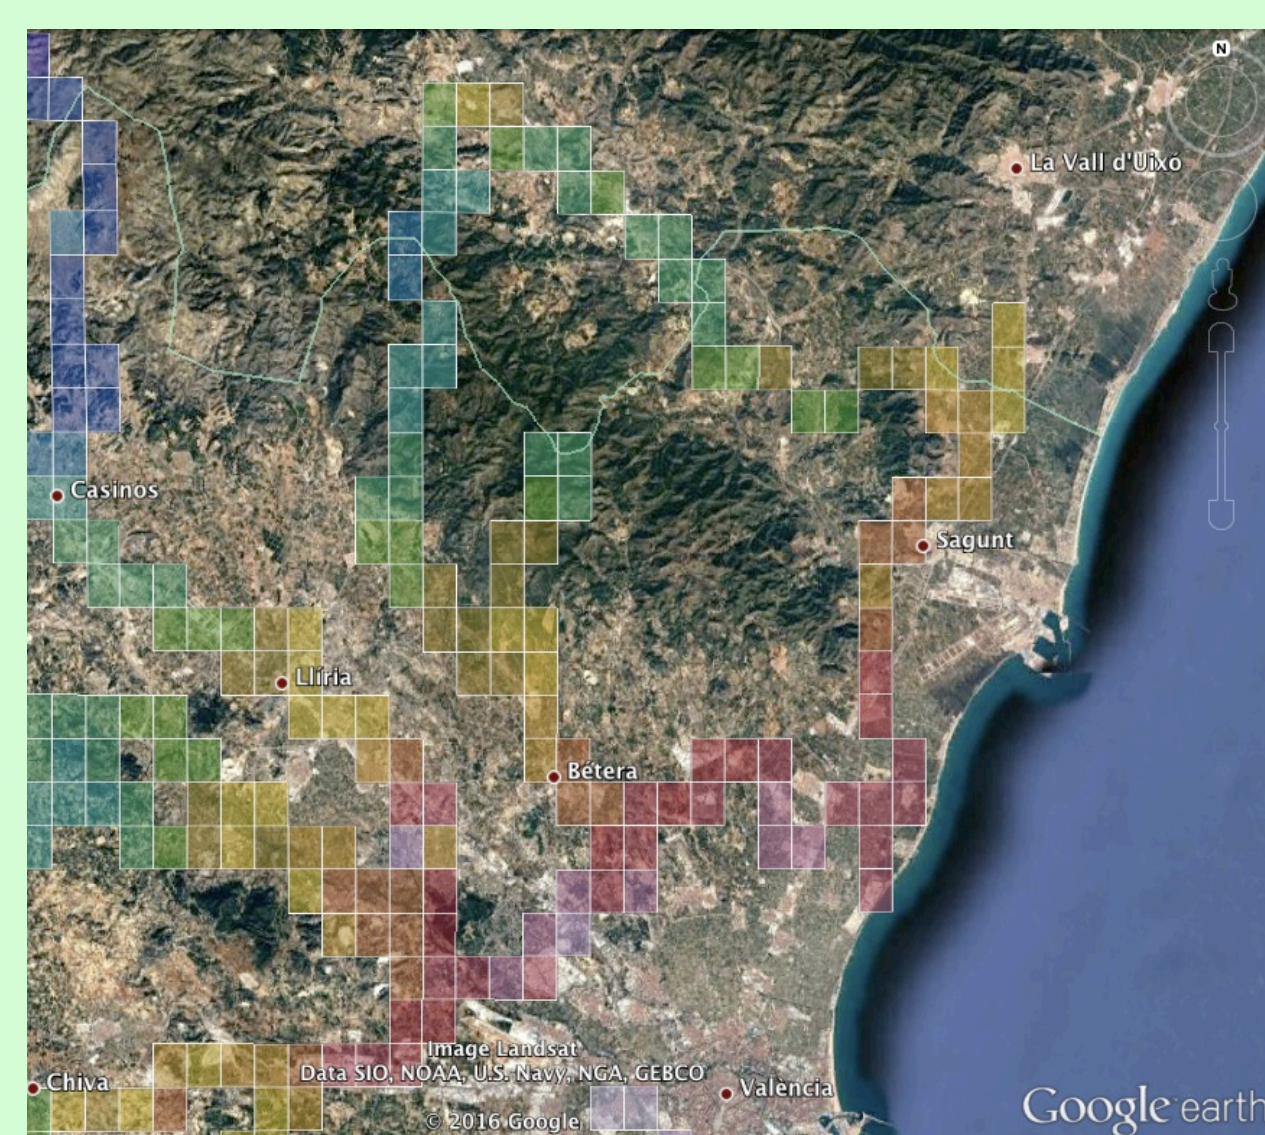 N
La Vall d'Uixó
Casinos
Sagunt
Llíria
Bétera
Image Landsat
Data SIO, NOAA, U.S. Navy, NGA, GEBCO
Chiva
València
© 2016 Google
Google earth